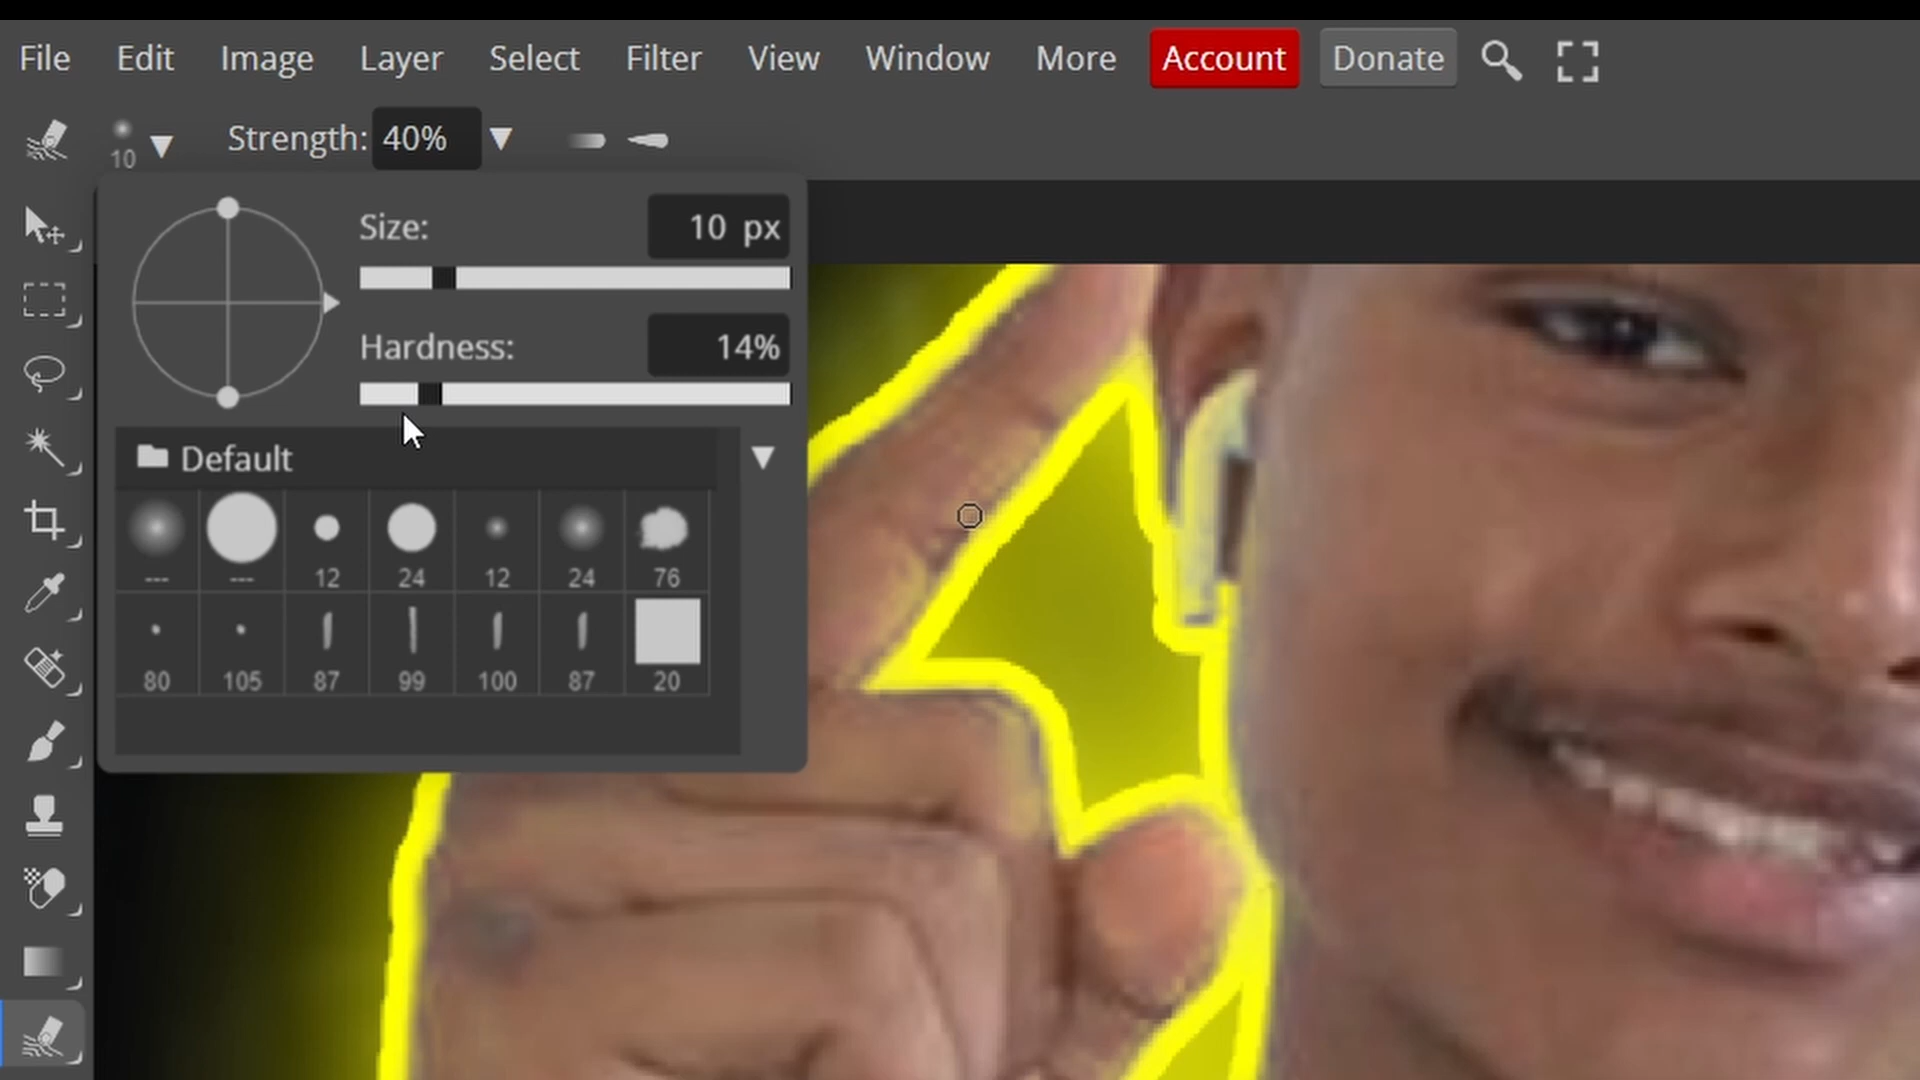 File Edit Image Layer Select Filter View Window More Account Donate
10 Strength: 40%
Size: 10 px
Hardness: 14%
Default
--- --- 12 24 12 24 76
80 105 87 99 100 87 20